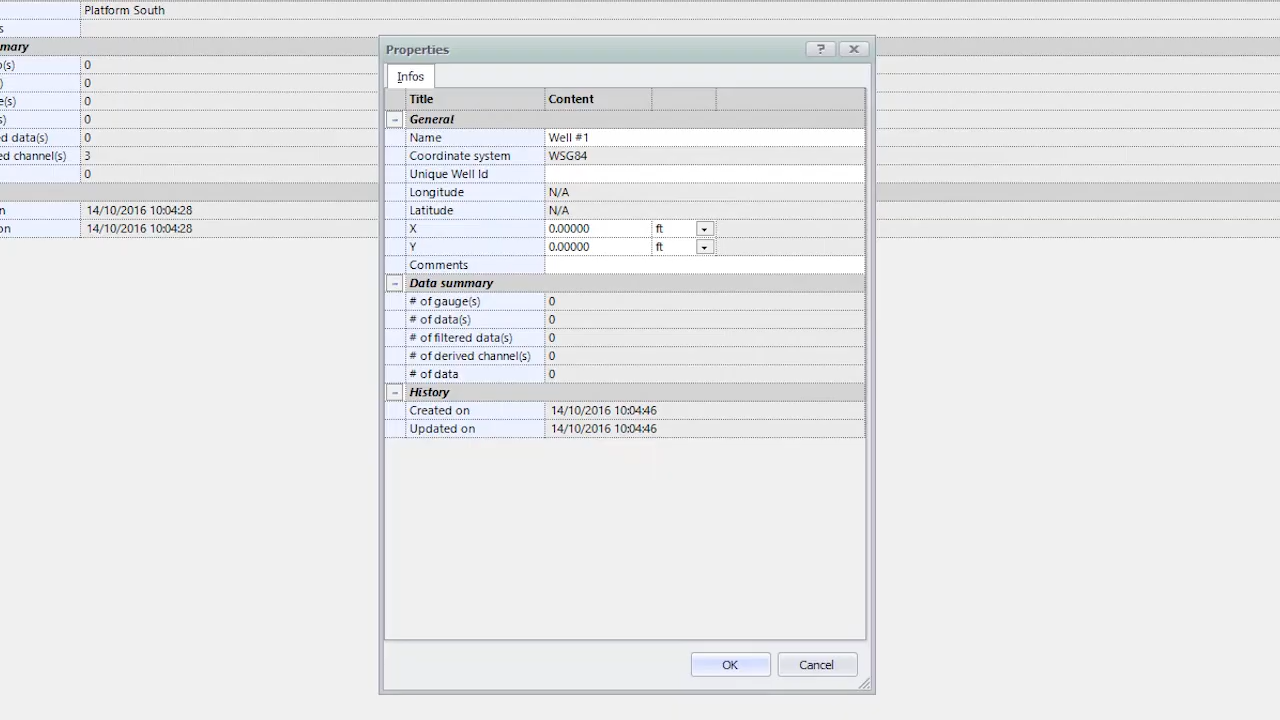 Platform South
s
mmary
o(s) 0
) 0
e(s) 0
s) 0
ed data(s) 0
ed channel(s) 3
0
n 14/10/2016 10:04:28
on 14/10/2016 10:04:28
Properties ?
Infos
Title Content
General
Name Well #1
Coordinate system WSG84
Unique Well Id
Longitude N/A
Latitude N/A
X 0.00000 ft
Y 0.00000 ft
Comments
Data summary
# of gauge(s) 0
# of data(s) 0
# of filtered data(s) 0
# of derived channel(s) 0
# of data 0
History
Created on 14/10/2016 10:04:46
Updated on 14/10/2016 10:04:46
OK Cancel